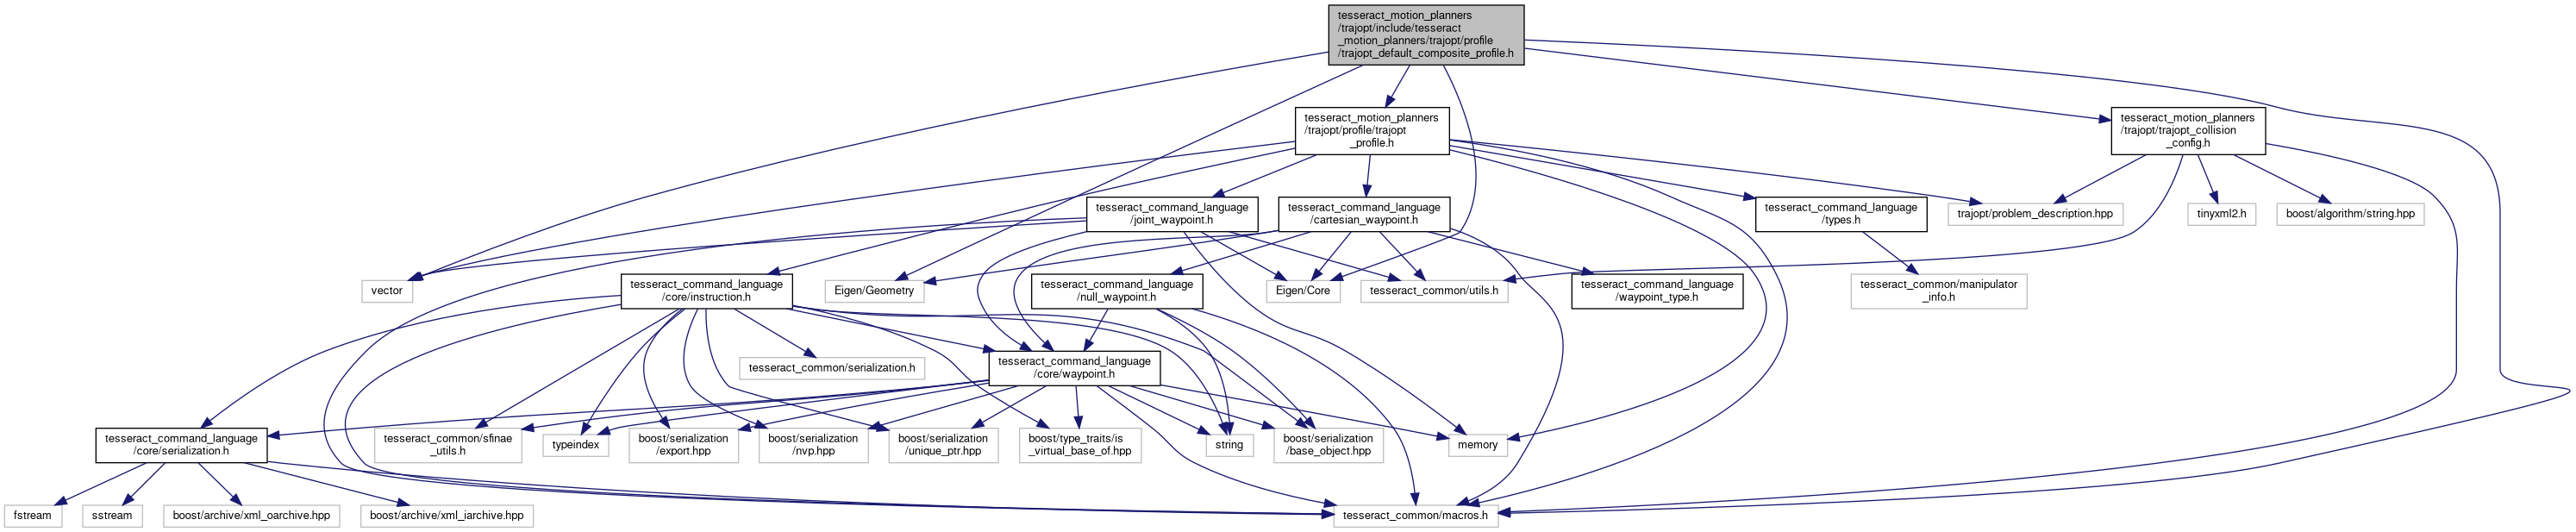 tesseract_motion_planners
/trajopt/include/tesseract
_motion_planners/trajopt/profile
/trajopt_default_composite_profile.h
tesseract_motion_planners
/trajopt/profile/trajopt
_profile.h
tesseract_motion_planners
/trajopt/trajopt_collision
_config.h
tesseract_command_language
/joint_waypoint.h
tesseract_command_language
/cartesian_waypoint.h
tesseract_command_language
/types.h
trajopt/problem_description.hpp
tinyxml2.h
boost/algorithm/string.hpp
vector
tesseract_command_language
/core/instruction.h
Eigen/Geometry
tesseract_command_language
/null_waypoint.h
Eigen/Core
tesseract_common/utils.h
tesseract_command_language
/waypoint_type.h
tesseract_common/manipulator
_info.h
tesseract_common/serialization.h
tesseract_command_language
/core/waypoint.h
tesseract_command_language
/core/serialization.h
tesseract_common/sfinae
_utils.h
typeindex
boost/serialization
/export.hpp
boost/serialization
/nvp.hpp
boost/serialization
/unique_ptr.hpp
boost/type_traits/is
_virtual_base_of.hpp
string
boost/serialization
/base_object.hpp
memory
fstream
sstream
boost/archive/xml_oarchive.hpp
boost/archive/xml_iarchive.hpp
tesseract_common/macros.h